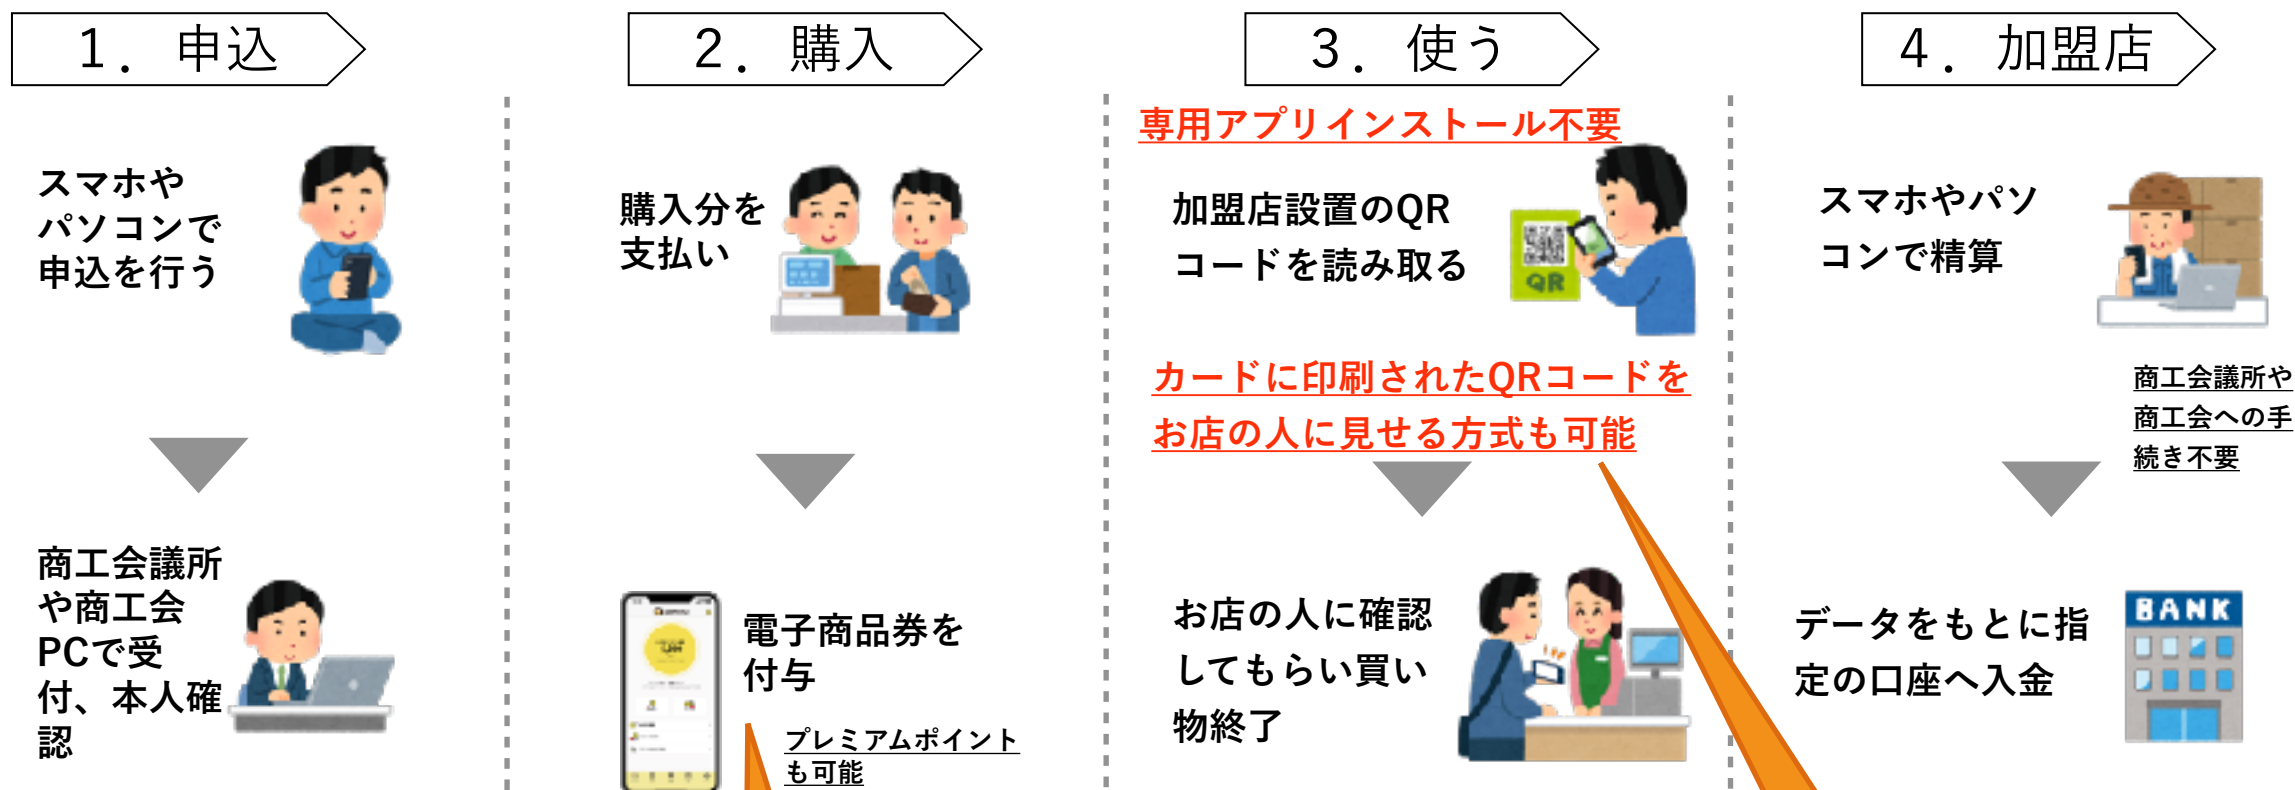 １．申込
スマホや
パソコンで
申込を行う
商工会議所
や商工会
PCで受
付、本人確
認
２．購入
購入分を
支払い
電子商品券を
付与
プレミアムポイント
も可能
３．使う
専用アプリインストール不要
加盟店設置のQR
コードを読み取る
QR
カードに印刷されたQRコードを
お店の人に見せる方式も可能
お店の人に確認
してもらい買い
物終了
４．加盟店
スマホやパソ
コンで精算
商工会議所や
商工会への手
続き不要
データをもとに指
定の口座へ入金
BANK